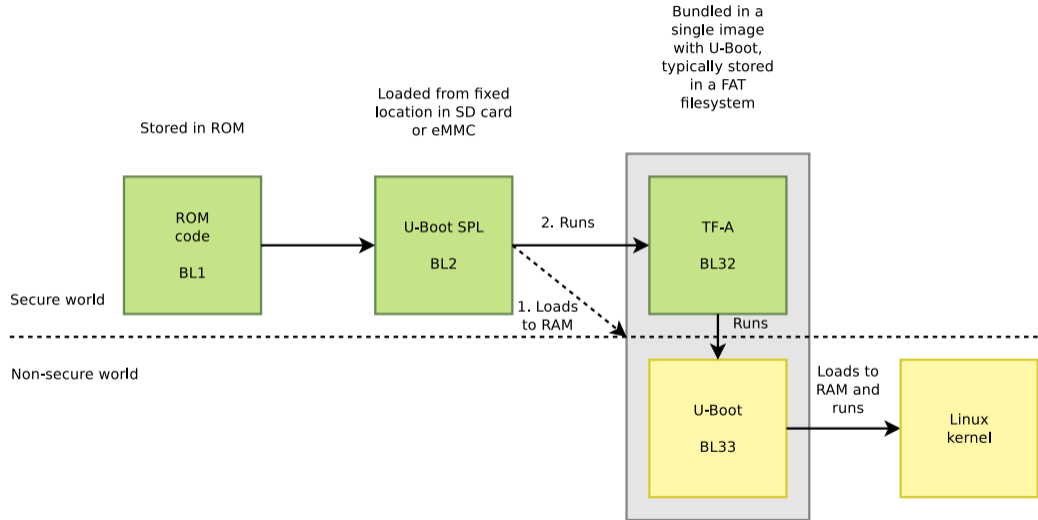 Bundled in a
single image
with U-Boot,
typically stored
in a FAT
filesystem
Loaded from fixed
location in SD card
or eMMC
Stored in ROM
ROM
code
BL1
U-Boot SPL
BL2
2. Runs
TF-A
BL32
1. Loads
to RAM
Secure world
Runs
Non-secure world
U-Boot
BL33
Loads to
RAM and
runs
Linux
kernel